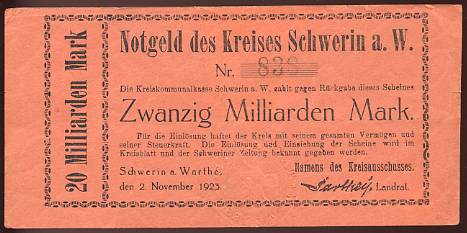 20 Milliarden Mark
Notgeld des Kreises Schwerin a. W.
Nr. 838
Die Kreiskommunalkasse Schwerin a. W. zahlt gegen Rückgabe dieses Scheines
Zwanzig Milliarden Mark.
Für die Einlösung haftet der Kreis mit seinem gesamten Vermögen und
seiner Steuerkraft. Die Einlösung und Einziehung der Scheine wird im
Kreisblatt und der Schweriner Zeitung bekannt gegeben werden.
Schwerin a. Warthe,
den 2. November 1923.
Namens des Kreisausschusses.
Landrat.